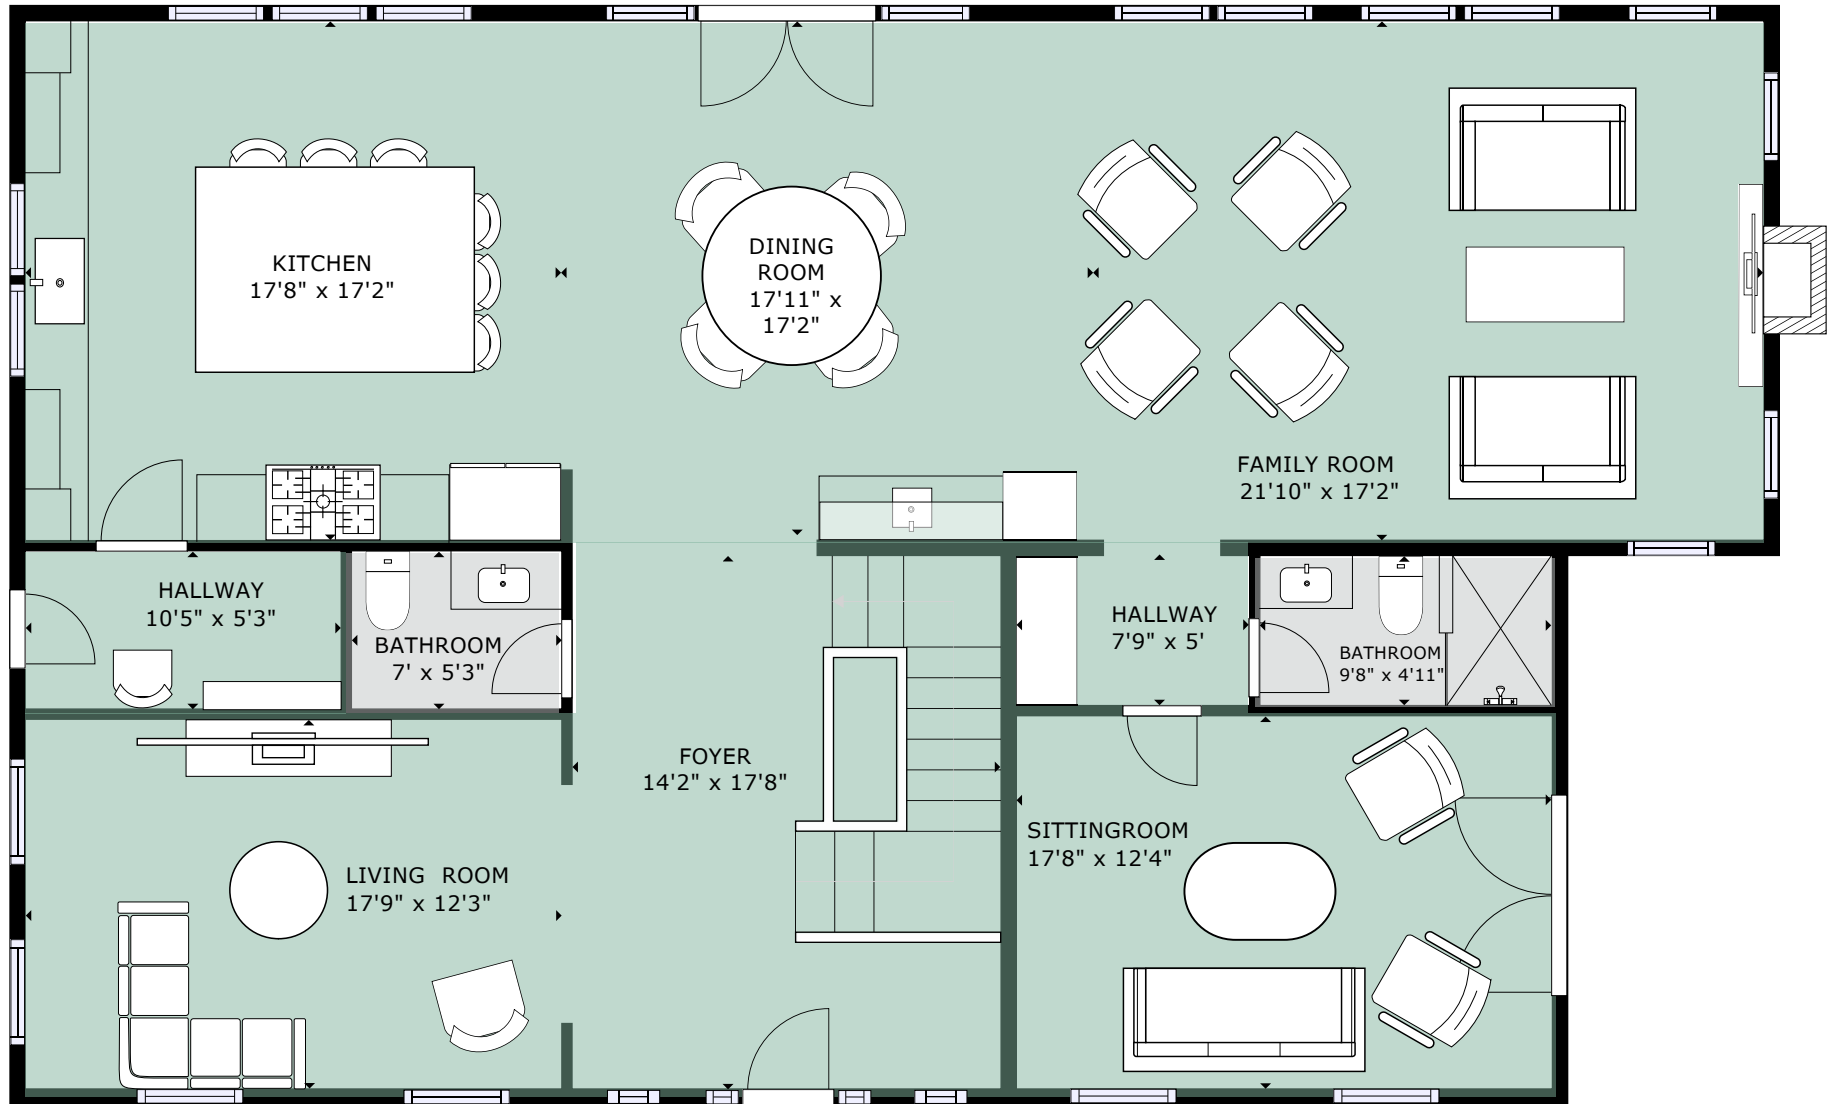 KITCHEN
17'8" x 17'2"
DINING
ROOM
17'11" x
17'2"
FAMILY ROOM
21'10" x 17'2"
HALLWAY
10'5" x 5'3"
BATHROOM
7' x 5'3"
HALLWAY
7'9" x 5'
BATHROOM
9'8" x 4'11"
FOYER
14'2" x 17'8"
SITTINGROOM
17'8" x 12'4"
LIVING ROOM
17'9" x 12'3"